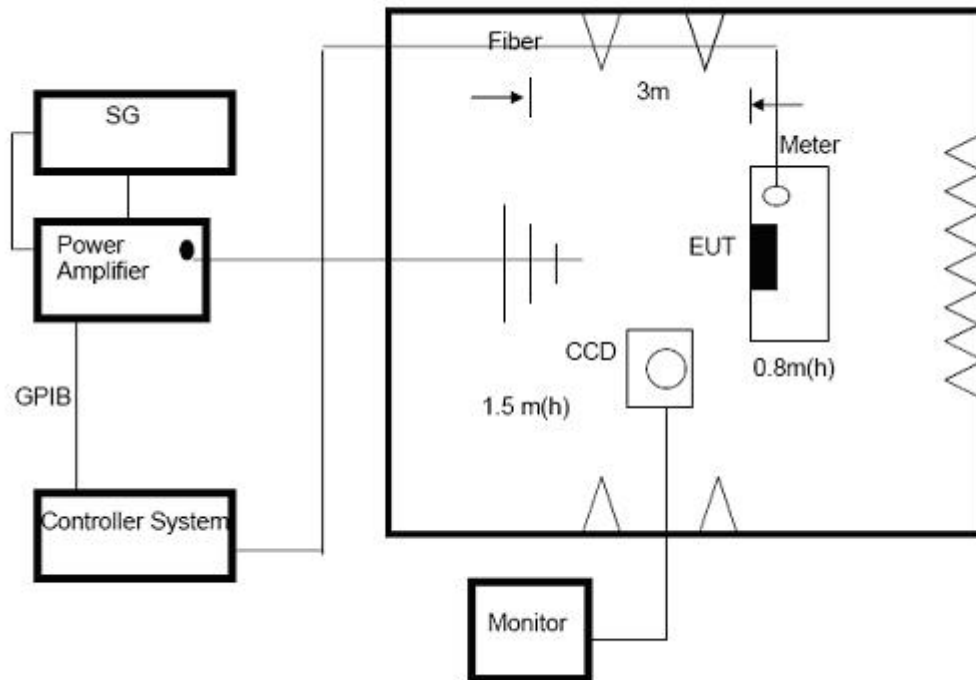 Fiber
3m
SG
Meter
Power
Amplifier
EUT
CCD
0.8m(h)
GPIB
1.5 m(h)
Controller System
Monitor